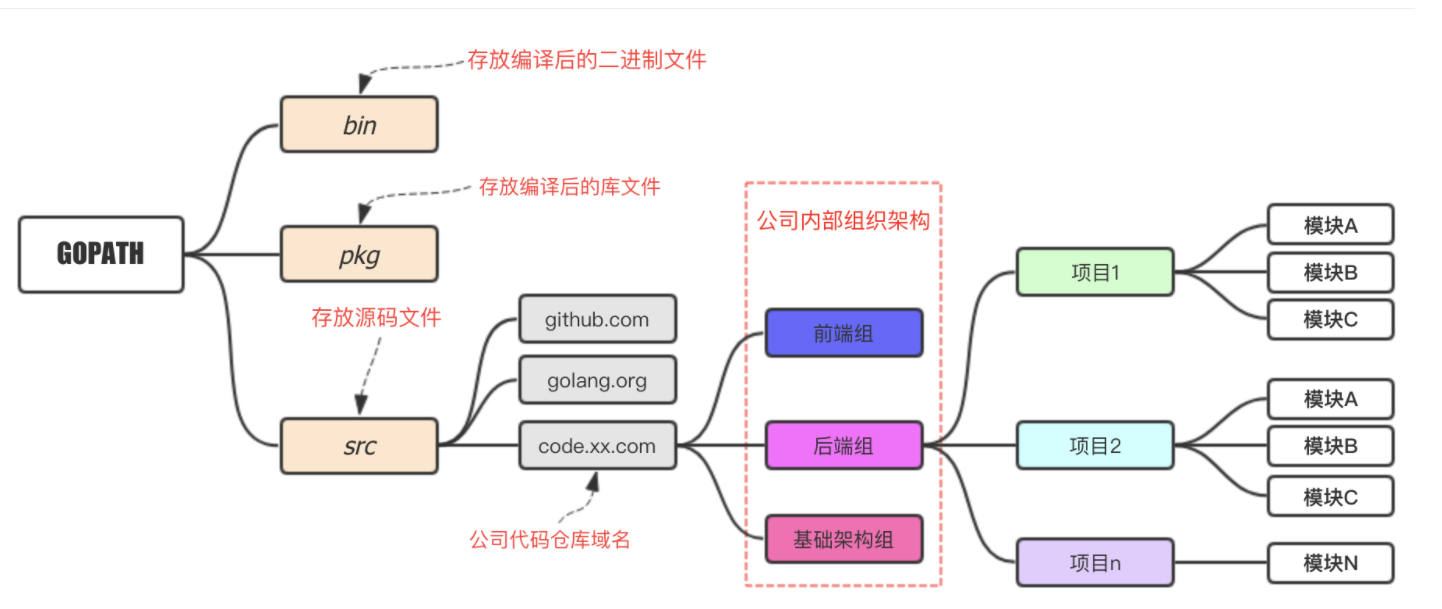 存放编译后的二进制文件
bin
存放编译后的库文件
GOPATH
pkg
存放源码文件
src
github.com
golang.org
code.xx.com
公司代码仓库域名
公司内部组织架构
前端组
后端组
基础架构组
项目1
模块A
模块B
模块C
项目2
模块A
模块B
模块C
项目n
模块N